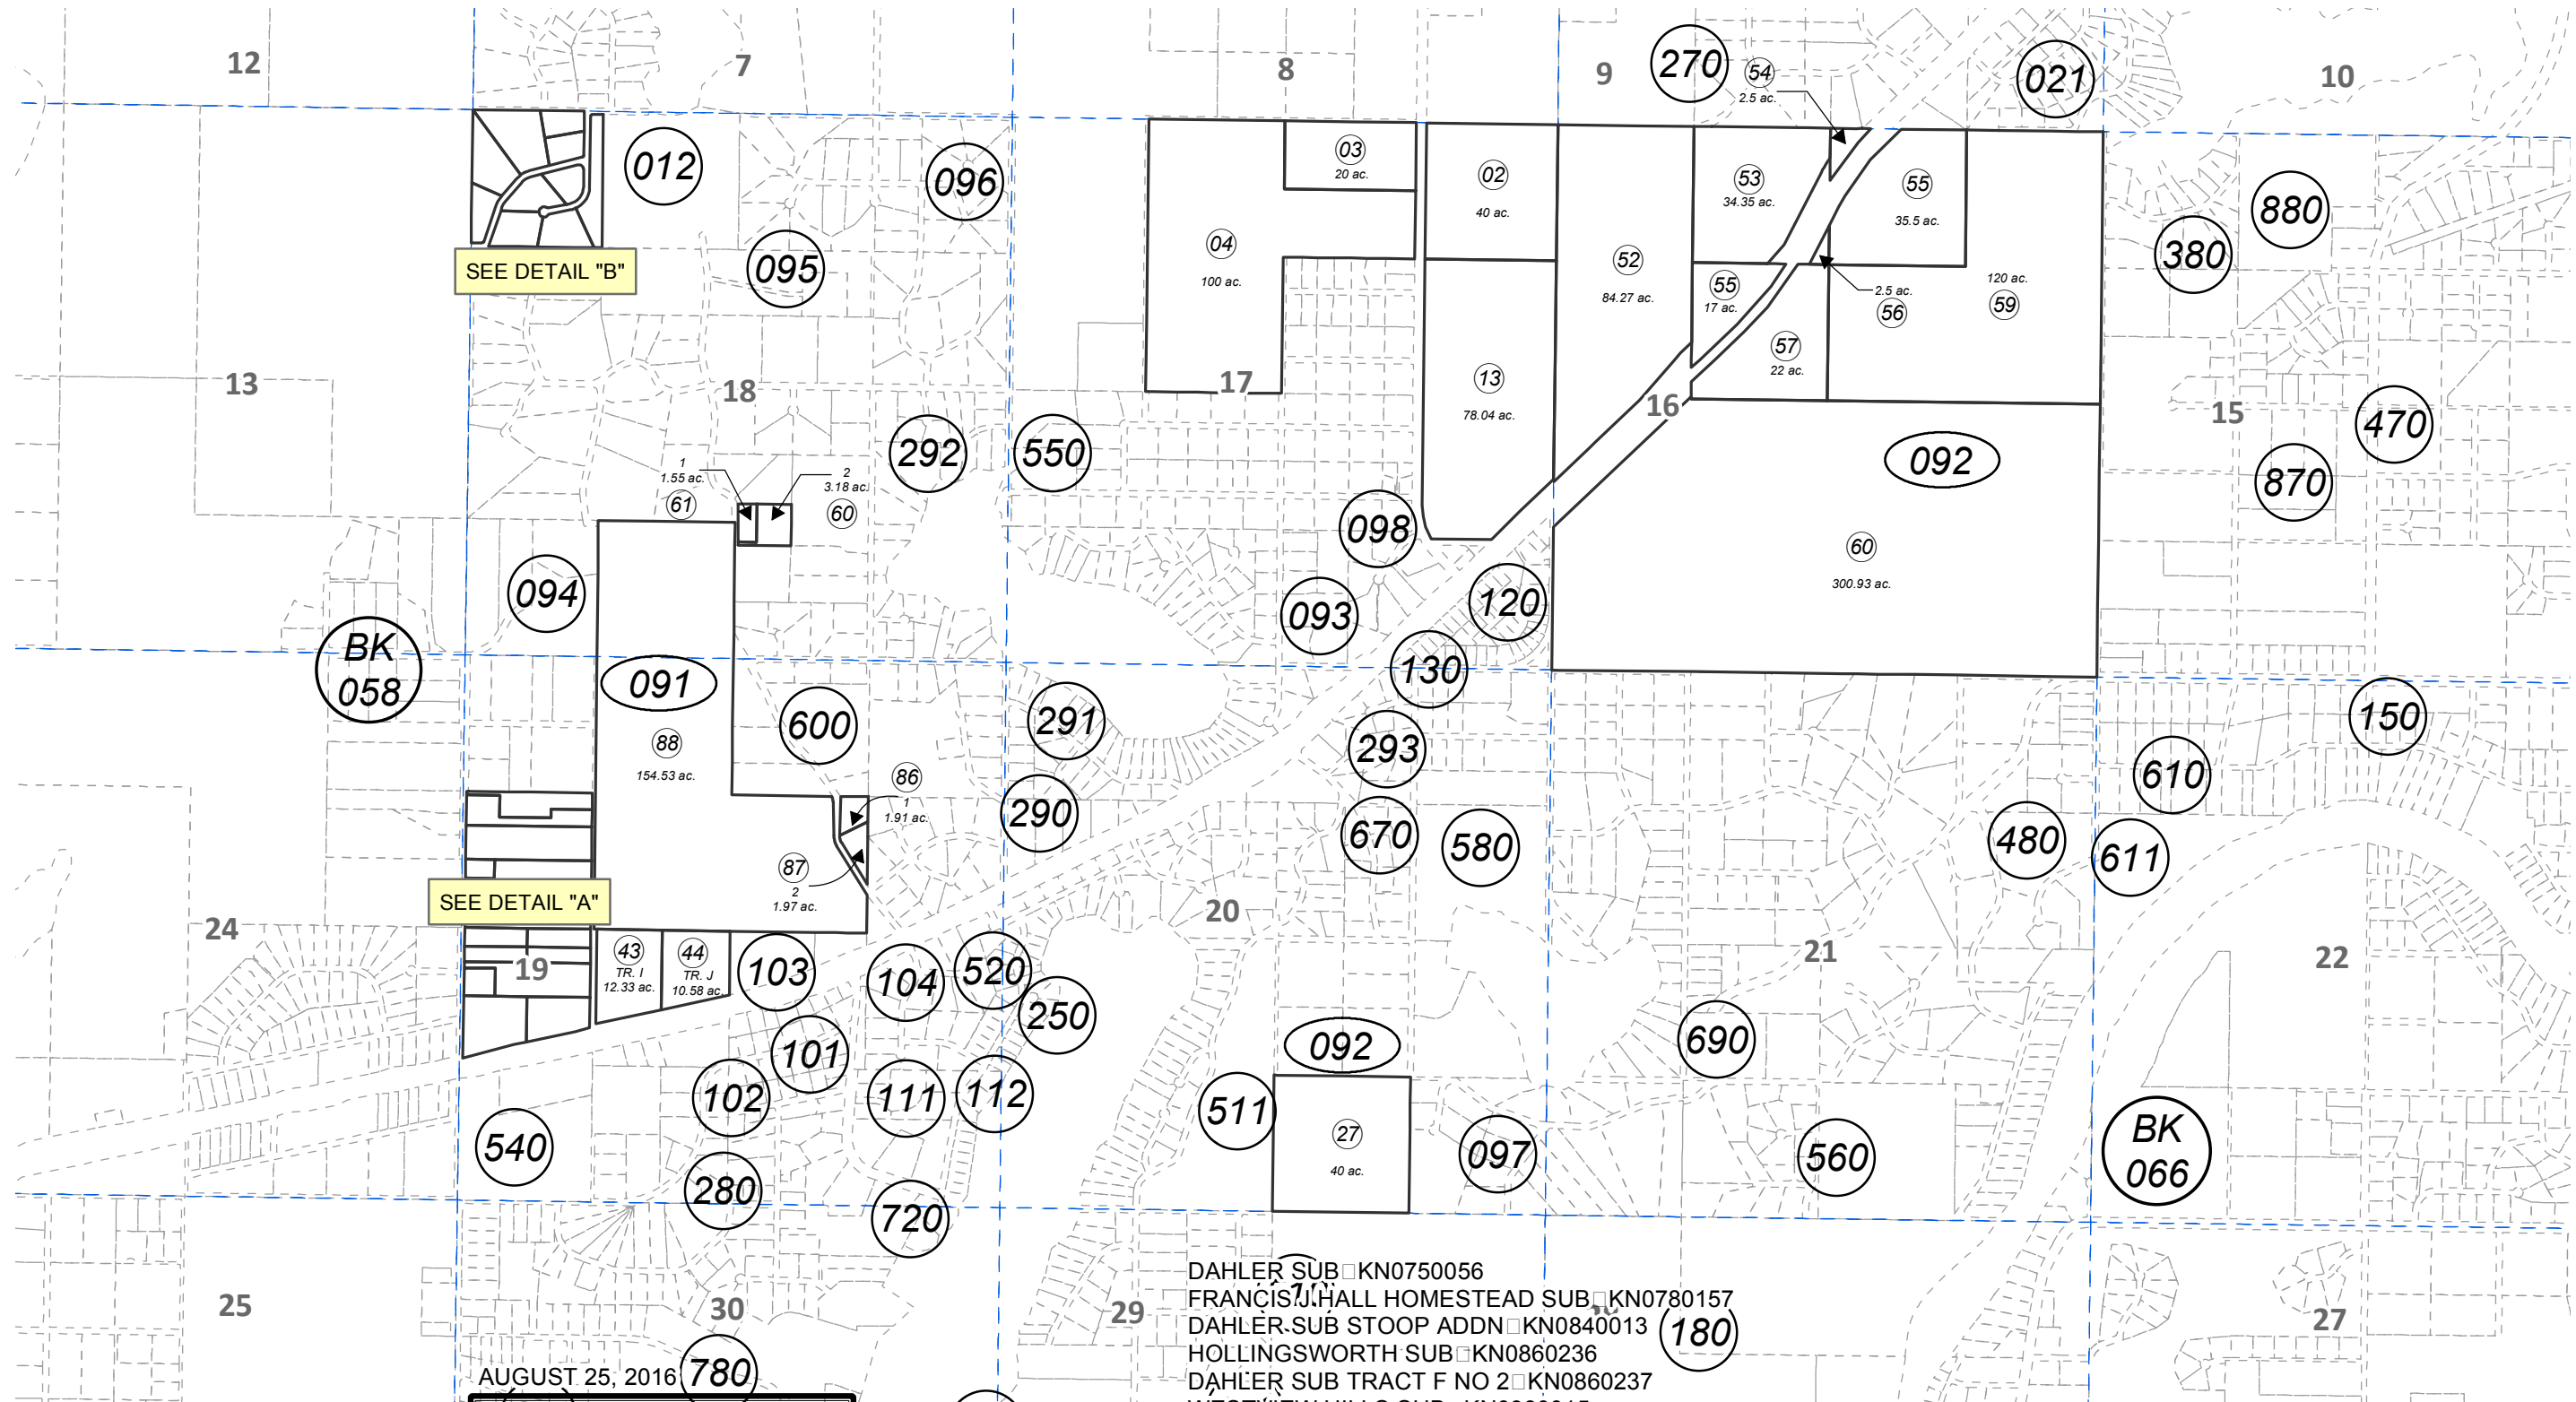 12
7
8
9
270
54
2.5 ac.
021
10
012
096
03
20 ac.
02
40 ac.
53
34.35 ac.
55
35.5 ac.
880
380
SEE DETAIL "B"
095
04
100 ac.
52
84.27 ac.
55
17 ac.
2.5 ac.
56
120 ac.
59
57
22 ac.
13
18
17
13
78.04 ac.
16
15
470
292
550
092
870
1
1.55 ac.
61
2
3.18 ac.
60
098
60
300.93 ac.
094
093
120
BK
058
091
130
600
291
293
150
88
154.53 ac.
610
86
1
1.91 ac.
290
670
580
480
611
87
2
1.97 ac.
SEE DETAIL "A"
24
20
21
22
19
43
TR. I
12.33 ac.
44
TR. J
10.58 ac.
103
104
520
250
101
092
690
102
111
112
511
27
40 ac.
097
540
560
BK
066
280
720
25
30
29
27
DAHLER SUB□KN0750056
FRANCIS J HALL HOMESTEAD SUB□KN0780157
DAHLER SUB STOOP ADDN□KN0840013
180
HOLLINGSWORTH SUB□KN0860236
DAHLER SUB TRACT F NO 2□KN0860237
AUGUST 25, 2016
780